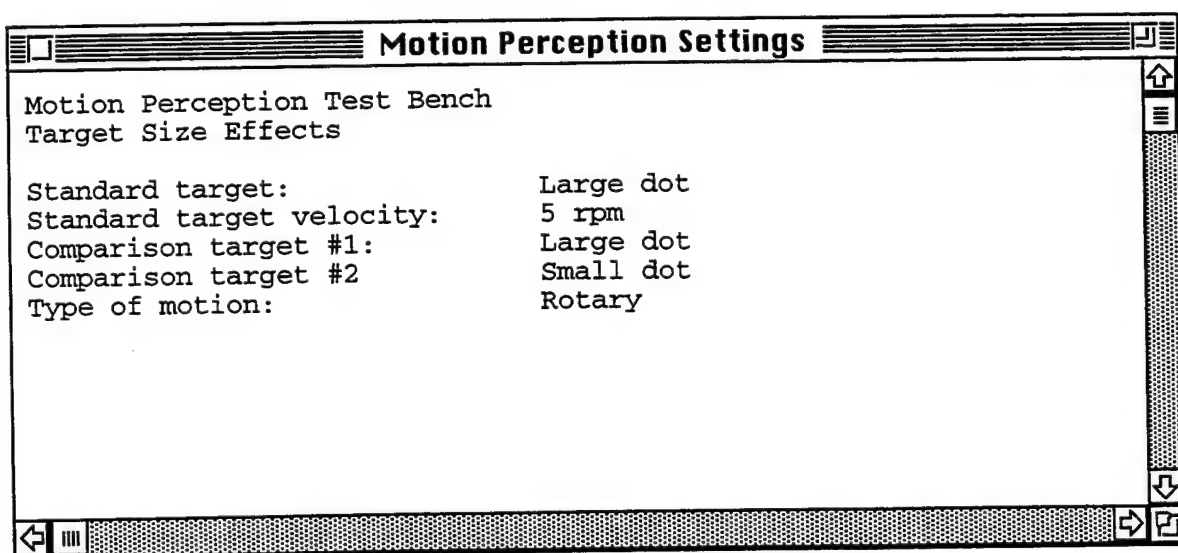 Motion Perception Settings
Motion Perception Test Bench
Target Size Effects
Standard target: Large dot
Standard target velocity: 5 rpm
Comparison target #1: Large dot
Comparison target #2 Small dot
Type of motion: Rotary